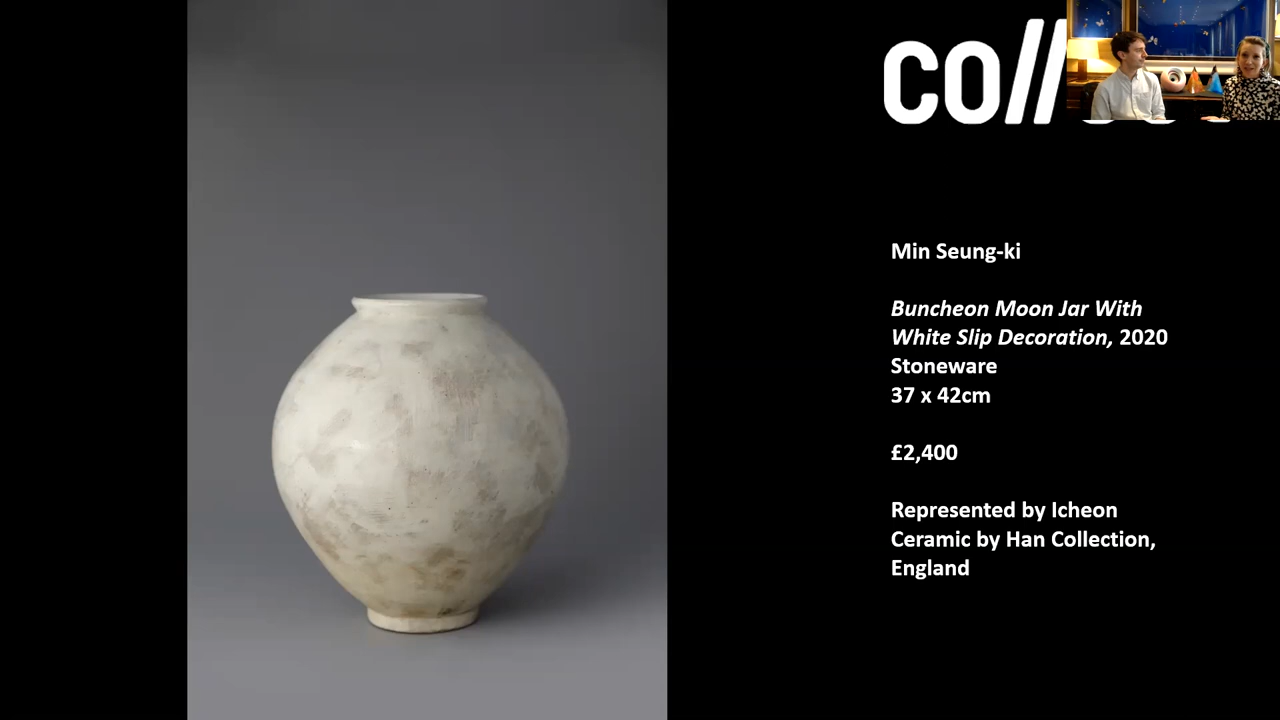 co//
Min Seung-ki
Buncheon Moon Jar With
White Slip Decoration, 2020
Stoneware
37 x 42cm
£2,400
Represented by Icheon
Ceramic by Han Collection,
England